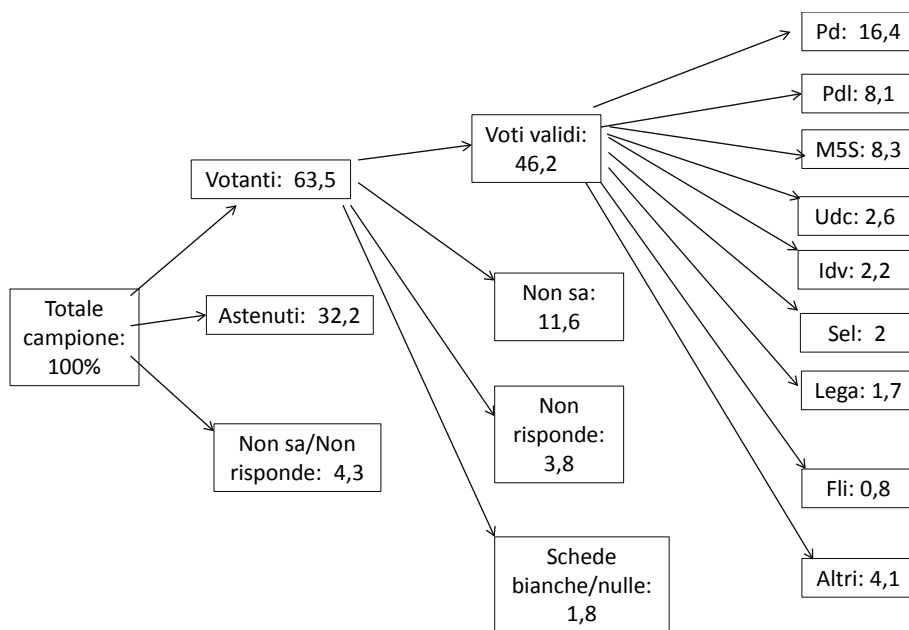 Totale
campione:
100%
Votanti: 63,5
Astenuti: 32,2
Non sa/Non
risponde: 4,3
Voti validi:
46,2
Non sa:
11,6
Non
risponde:
3,8
Schede
bianche/nulle:
1,8
Pd: 16,4
Pdl: 8,1
M5S: 8,3
Udc: 2,6
Idv: 2,2
Sel: 2
Lega: 1,7
Fli: 0,8
Altri: 4,1